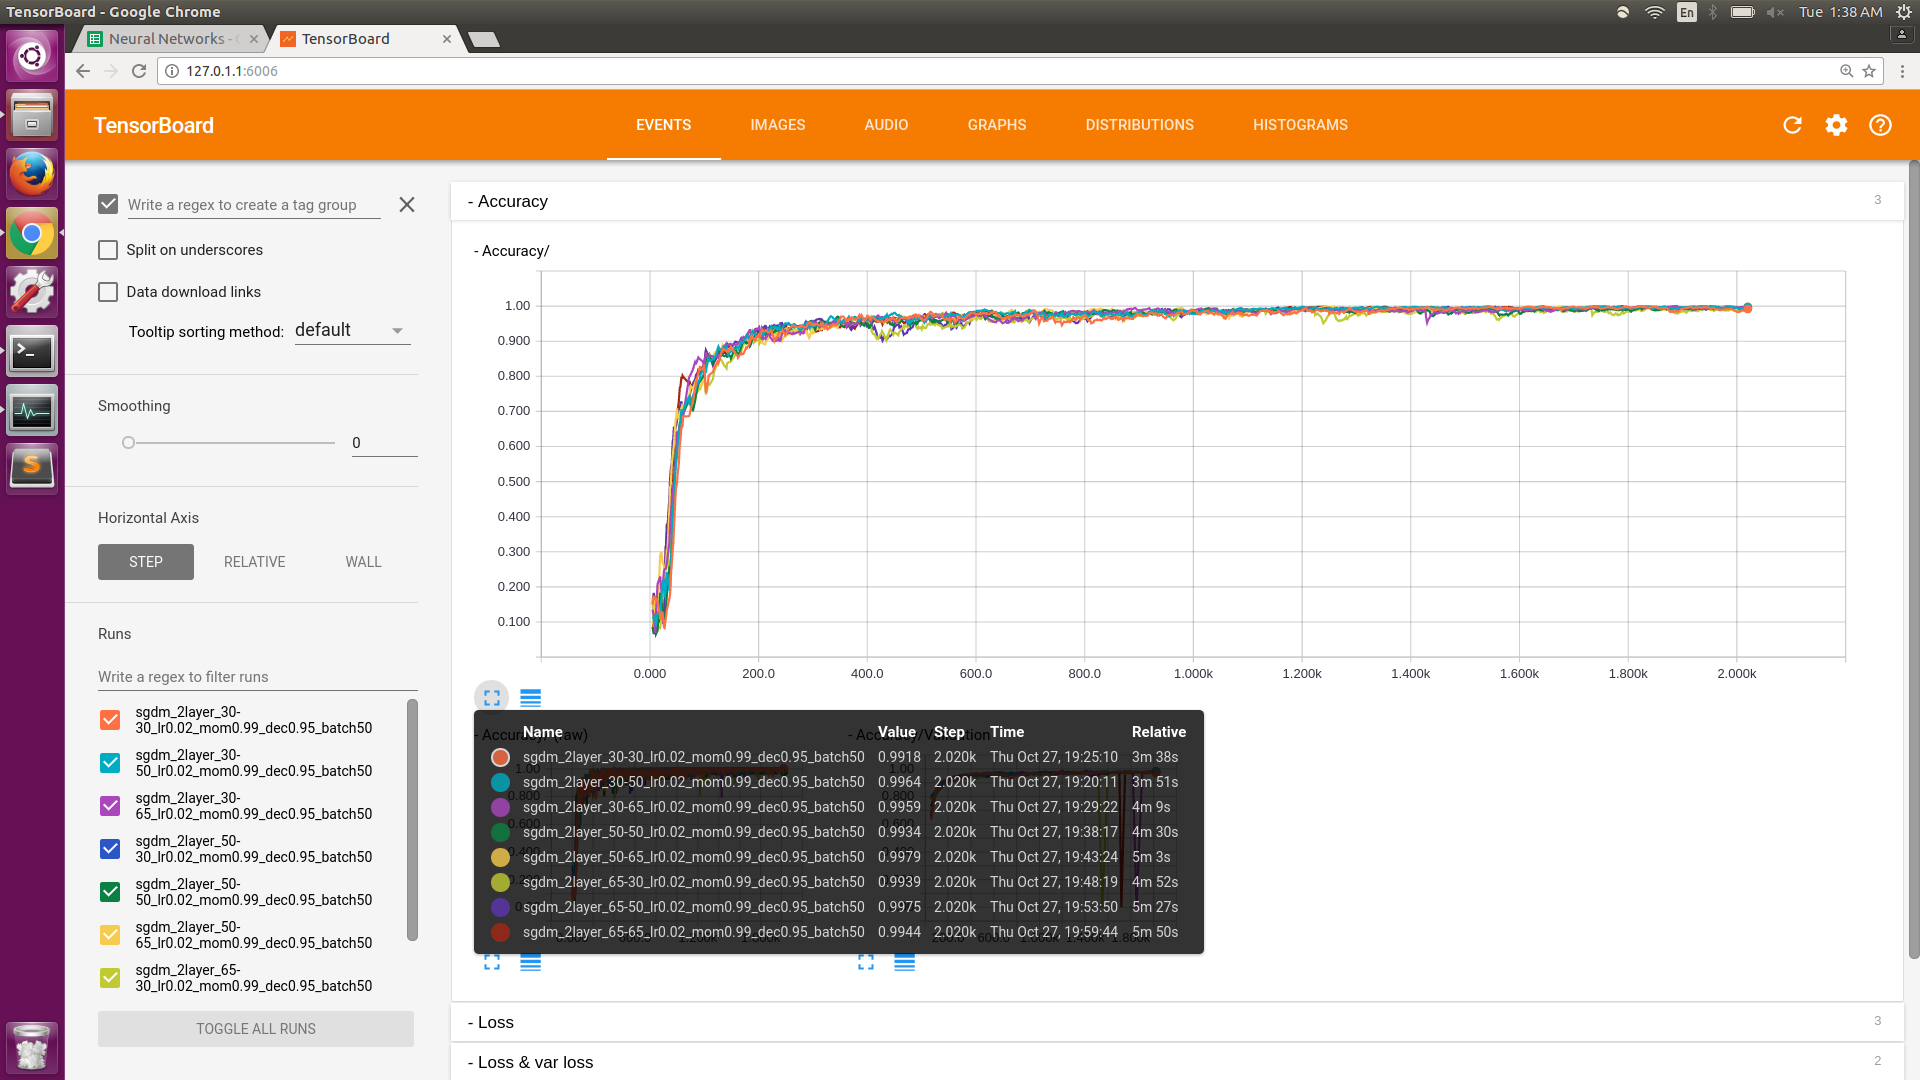 TensorBoard - Google Chrome
En
Tue 1:38 AM
Neural Networks -
TensorBoard
127.0.1.1:6006
TensorBoard
EVENTS
IMAGES
AUDIO
GRAPHS
DISTRIBUTIONS
HISTOGRAMS
Write a regex to create a tag group
Split on underscores
Data download links
Tooltip sorting method: default
Smoothing
0
Horizontal Axis
STEP
RELATIVE
WALL
Runs
Write a regex to filter runs
sgdm_2layer_30-
30_lr0.02_mom0.99_dec0.95_batch50
sgdm_2layer_30-
50_lr0.02_mom0.99_dec0.95_batch50
sgdm_2layer_30-
65_lr0.02_mom0.99_dec0.95_batch50
sgdm_2layer_50-
30_lr0.02_mom0.99_dec0.95_batch50
sgdm_2layer_50-
50_lr0.02_mom0.99_dec0.95_batch50
sgdm_2layer_50-
65_lr0.02_mom0.99_dec0.95_batch50
sgdm_2layer_65-
30_lr0.02_mom0.99_dec0.95_batch50
TOGGLE ALL RUNS
- Accuracy
3
- Accuracy/
1.00
0.900
0.800
0.700
0.600
0.500
0.400
0.300
0.200
0.100
0.000 200.0 400.0 600.0 800.0 1.000k 1.200k 1.400k 1.600k 1.800k 2.000k
Name Value Step Time Relative
sgdm_2layer_30-30_lr0.02_mom0.99_dec0.95_batch50 0.9918 2.020k Thu Oct 27, 19:25:10 3m 38s
sgdm_2layer_30-50_lr0.02_mom0.99_dec0.95_batch50 0.9964 2.020k Thu Oct 27, 19:20:11 3m 51s
sgdm_2layer_30-65_lr0.02_mom0.99_dec0.95_batch50 0.9959 2.020k Thu Oct 27, 19:29:22 4m 9s
sgdm_2layer_50-50_lr0.02_mom0.99_dec0.95_batch50 0.9934 2.020k Thu Oct 27, 19:38:17 4m 30s
sgdm_2layer_50-65_lr0.02_mom0.99_dec0.95_batch50 0.9979 2.020k Thu Oct 27, 19:43:24 5m 3s
sgdm_2layer_65-30_lr0.02_mom0.99_dec0.95_batch50 0.9939 2.020k Thu Oct 27, 19:48:19 4m 52s
sgdm_2layer_65-50_lr0.02_mom0.99_dec0.95_batch50 0.9975 2.020k Thu Oct 27, 19:53:50 5m 27s
sgdm_2layer_65-65_lr0.02_mom0.99_dec0.95_batch50 0.9944 2.020k Thu Oct 27, 19:59:44 5m 50s
- Loss
3
- Loss & var loss
2